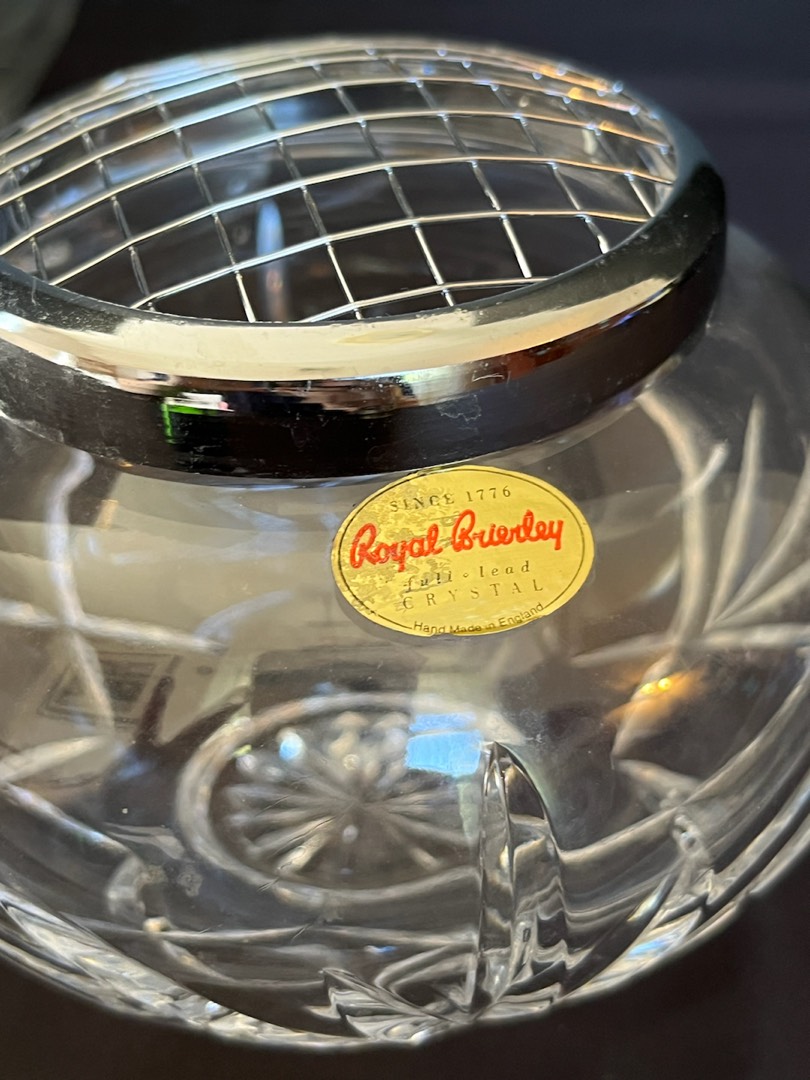 SINCE 1776
Royal Brierley
full lead
CRYSTAL
Hand Made in England